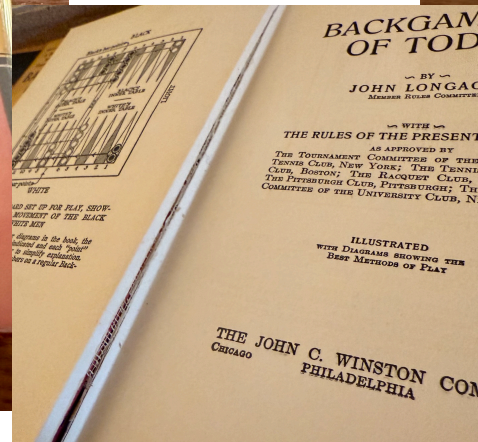 BLACK
LIGHT
WHITE
ARD SET UP FOR PLAY, SHOW-
MOVEMENT OF THE BLACK
WHITE MEN
diagrams in the book, the
ndicated and each "point"
to simplify explanation.
bers on a regular Back-
BACKGAM
OF TOD
BY
JOHN LONGAC
MEMBER RULES COMMITTE
WITH
THE RULES OF THE PRESENT
AS APPROVED BY
THE TOURNAMENT COMMITTEE OF THE
TENNIS CLUB, NEW YORK; THE TENNI
CLUB, BOSTON; THE RACQUET CLUB,
THE PITTSBURGH CLUB, PITTSBURGH; TH
COMMITTEE OF THE UNIVERSITY CLUB, N
ILLUSTRATED
WITH DIAGRAMS SHOWING THE
BEST METHODS OF PLAY
THE JOHN C. WINSTON COM
CHICAGO
PHILADELPHIA